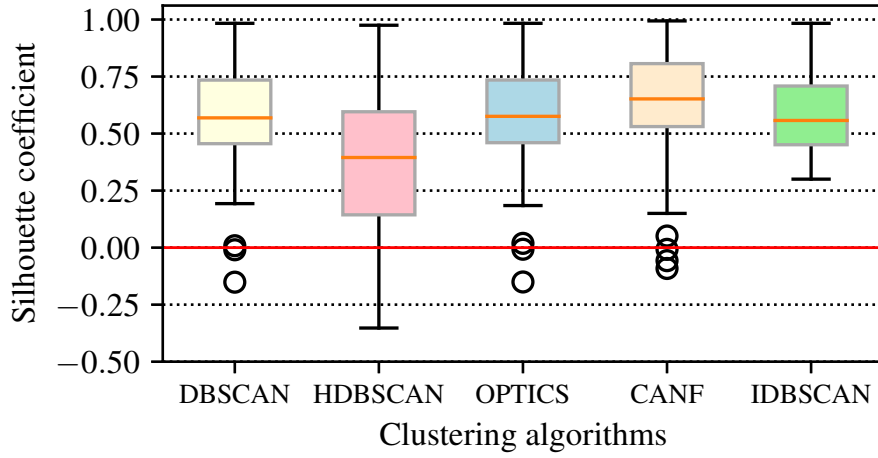 Silhouette coefficient
1.00
0.75
0.50
0.25
0.00
−0.25
−0.50
DBSCAN HDBSCAN OPTICS CANF IDBSCAN
Clustering algorithms